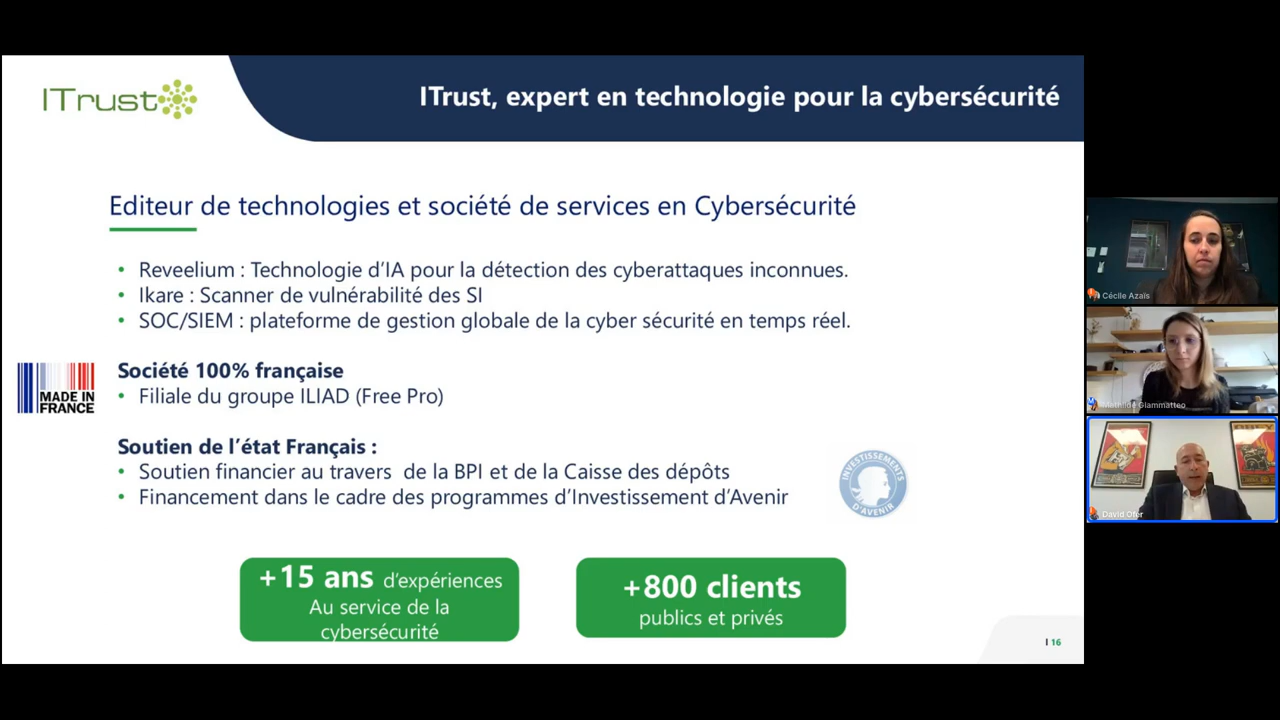 ITrust
ITrust, expert en technologie pour la cybersécurité
Editeur de technologies et société de services en Cybersécurité
• Reveelium : Technologie d'IA pour la détection des cyberattaques inconnues.
• Ikare : Scanner de vulnérabilité des SI
• SOC/SIEM : plateforme de gestion globale de la cyber sécurité en temps réel.
MADE IN
FRANCE
Société 100% française
• Filiale du groupe ILIAD (Free Pro)
Soutien de l'état Français :
• Soutien financier au travers de la BPI et de la Caisse des dépôts
• Financement dans le cadre des programmes d'Investissement d'Avenir
INVESTISSEMENTS
D'AVENIR
+15 ans d'expériences
Au service de la
cybersécurité
+800 clients
publics et privés
I 16
Cécile Azaïs
Mathilde Giammatteo
David Ofer